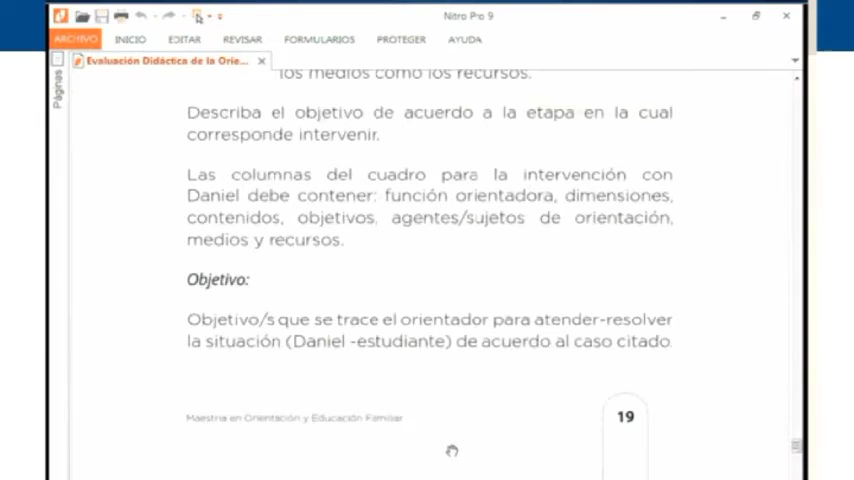 Nitro Pro 9
ARCHIVO INICIO EDITAR REVISAR FORMULARIOS PROTEGER AYUDA
Evaluación Didáctica de la Orie...
Páginas
los medios como los recursos.
Describa el objetivo de acuerdo a la etapa en la cual
corresponde intervenir.
Las columnas del cuadro para la intervención con
Daniel debe contener: función orientadora, dimensiones,
contenidos, objetivos, agentes/sujetos de orientación,
medios y recursos.
Objetivo:
Objetivo/s que se trace el orientador para atender-resolver
la situación (Daniel -estudiante) de acuerdo al caso citado.
Maestría en Orientación y Educación Familiar
19